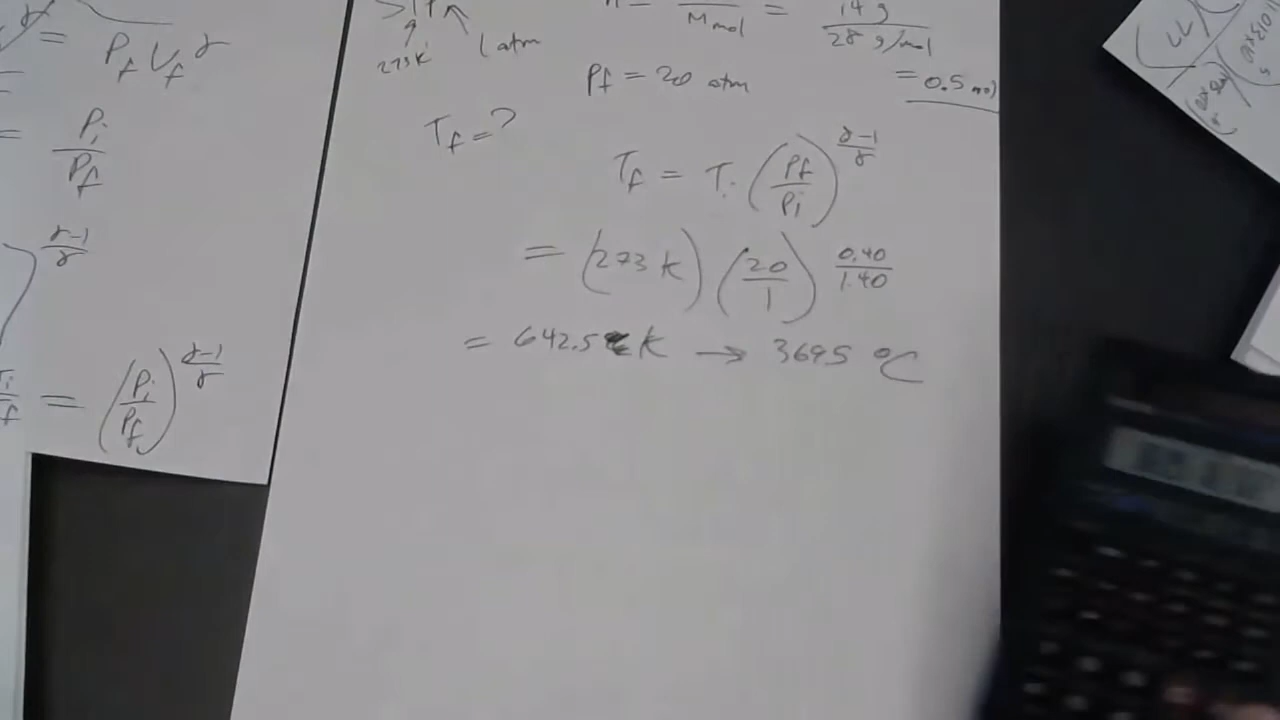 = P_f V_f^γ
= P_i / P_f
(γ-1)/γ
= (P_i / P_f)^((γ-1)/γ)
STP
273K 1 atm
M_mol = 14 g / 28 g/mol
= 0.5 mol
P_f = 20 atm
T_f = ?
T_f = T_i (P_f / P_i)^((γ-1)/γ)
= (273 K) (20 / 1)^(0.40 / 1.40)
= 642.5 K → 369.5 °C